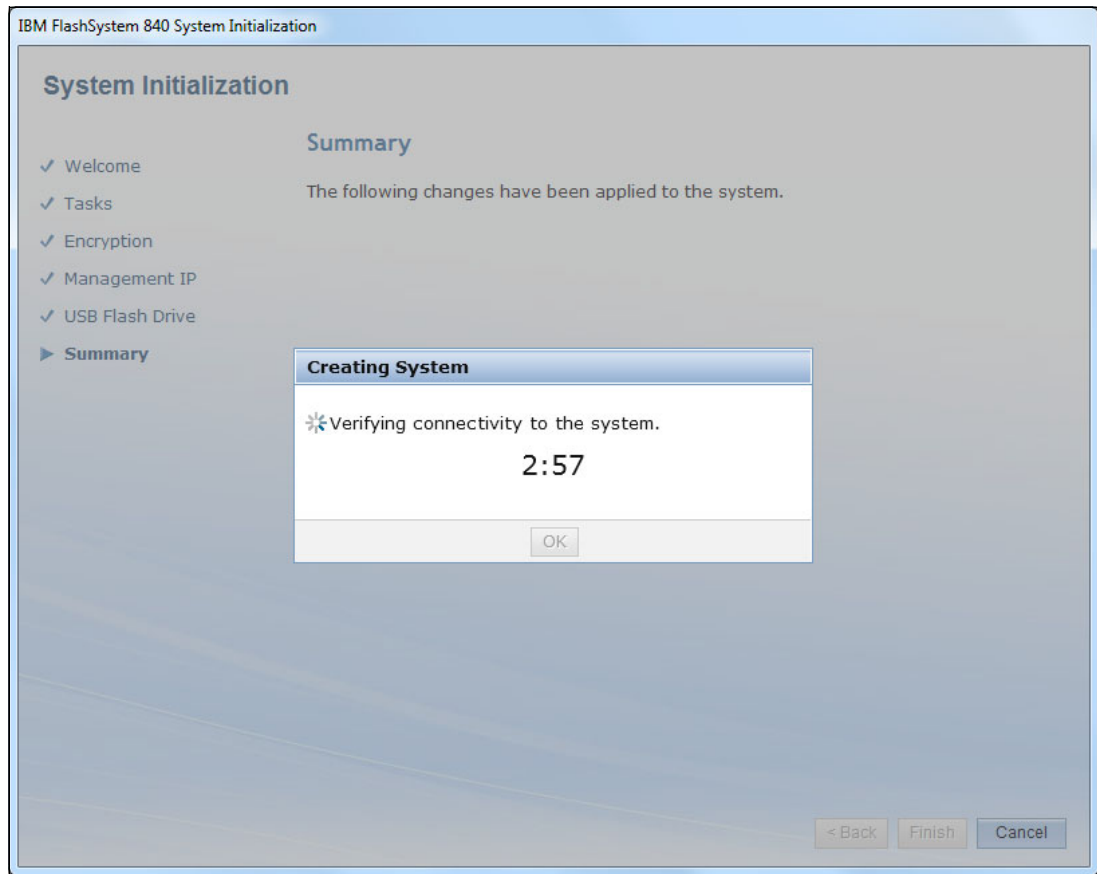 IBM FlashSystem 840 System Initialization
System Initialization
Welcome
Tasks
Encryption
Management IP
USB Flash Drive
Summary
Summary
The following changes have been applied to the system.
Creating System
Verifying connectivity to the system.
2:57
OK
< Back
Finish
Cancel